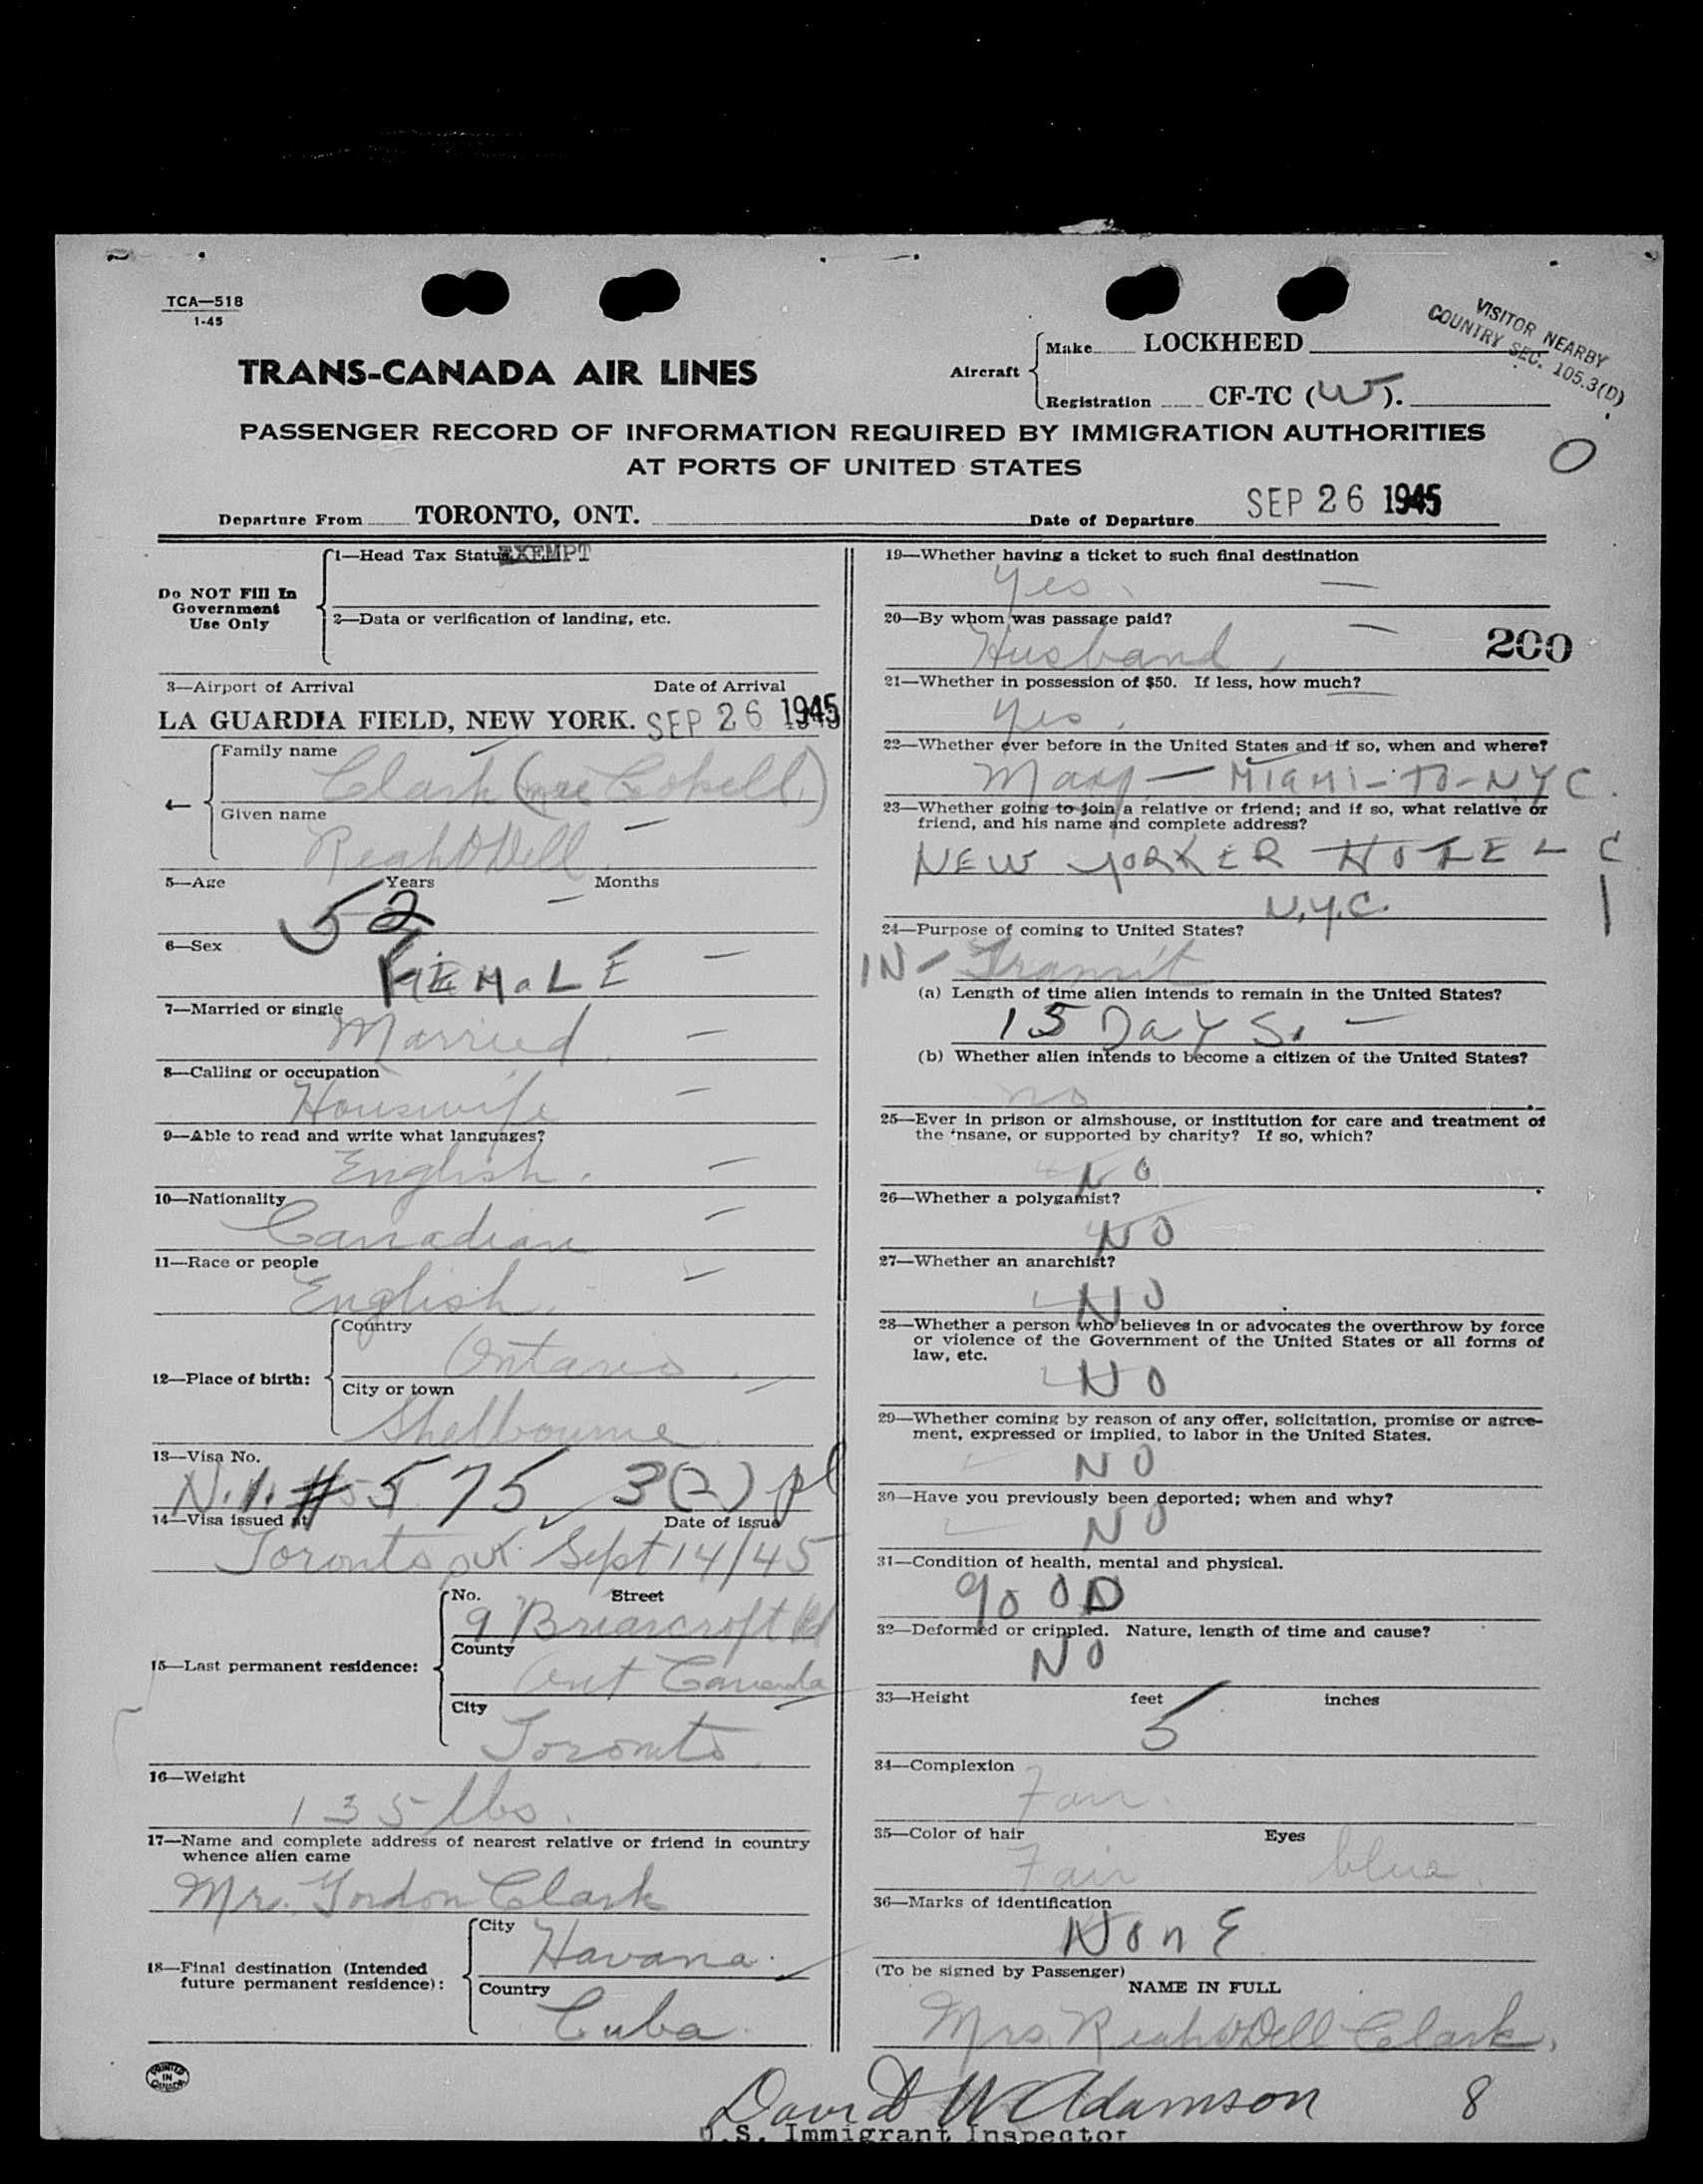 TCA—518
1-45
VISITOR NEARBY
COUNTRY SEC. 105.3(D)
TRANS-CANADA AIR LINES
Aircraft
Make LOCKHEED
Registration CF-TC (W).
PASSENGER RECORD OF INFORMATION REQUIRED BY IMMIGRATION AUTHORITIES
AT PORTS OF UNITED STATES
O
Departure From TORONTO, ONT. Date of Departure SEP 26 1945
Do NOT Fill In
Government
Use Only
1—Head Tax Status EXEMPT
2—Data or verification of landing, etc.
3—Airport of Arrival Date of Arrival
LA GUARDIA FIELD, NEW YORK. SEP 26 1945
Family name
Clark (nee
Given name
5—Age Years Months
52 —
6—Sex
FEMaLE —
7—Married or single
Married —
8—Calling or occupation
Housewife —
9—Able to read and write what languages?
English. —
10—Nationality
Canadian —
11—Race or people
English. —
12—Place of birth:
Country
Ontario
City or town
Shelbourne
13—Visa No.
N.I. # 575 3(2) pl
14—Visa issued at Date of issue
Toronto Sept 14/45
15—Last permanent residence:
No. Street
9 Briarcroft Rd
County
Ont Canada
City
Toronto
16—Weight
135 lbs.
17—Name and complete address of nearest relative or friend in country
whence alien came
Mr. Gordon Clark
18—Final destination (Intended
future permanent residence):
City
Havana.
Country
Cuba
PRINTED
IN
CANADA
19—Whether having a ticket to such final destination
Yes —
20—By whom was passage paid?
Husband —
200
21—Whether in possession of $50. If less, how much?
Yes.
22—Whether ever before in the United States and if so, when and where?
May — MIAMI-TO-NYC.
23—Whether going to join a relative or friend; and if so, what relative or
friend, and his name and complete address?
NEW YORKER HOTEL
N.Y.C.
24—Purpose of coming to United States?
IN-Transit
(a) Length of time alien intends to remain in the United States?
15 DaYS. —
(b) Whether alien intends to become a citizen of the United States?
no
25—Ever in prison or almshouse, or institution for care and treatment of
the insane, or supported by charity? If so, which?
NO
26—Whether a polygamist?
NO
27—Whether an anarchist?
NO
28—Whether a person who believes in or advocates the overthrow by force
or violence of the Government of the United States or all forms of
law, etc.
NO
29—Whether coming by reason of any offer, solicitation, promise or agree-
ment, expressed or implied, to labor in the United States.
NO
30—Have you previously been deported; when and why?
NO
31—Condition of health, mental and physical.
gooD
32—Deformed or crippled. Nature, length of time and cause?
NO
33—Height feet inches
5
34—Complexion
Fair.
35—Color of hair Eyes
Fair blue.
36—Marks of identification
NonE
(To be signed by Passenger)
NAME IN FULL
Mrs. Clark.
David W Adamson 8
U.S. Immigrant Inspector